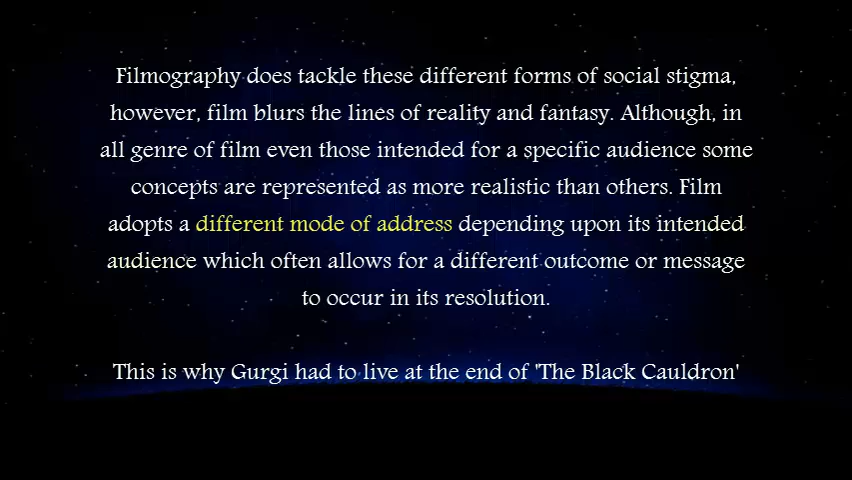 Filmography does tackle these different forms of social stigma,
however, film blurs the lines of reality and fantasy. Although, in
all genre of film even those intended for a specific audience some
concepts are represented as more realistic than others. Film
adopts a different mode of address depending upon its intended
audience which often allows for a different outcome or message
to occur in its resolution.
This is why Gurgi had to live at the end of 'The Black Cauldron'